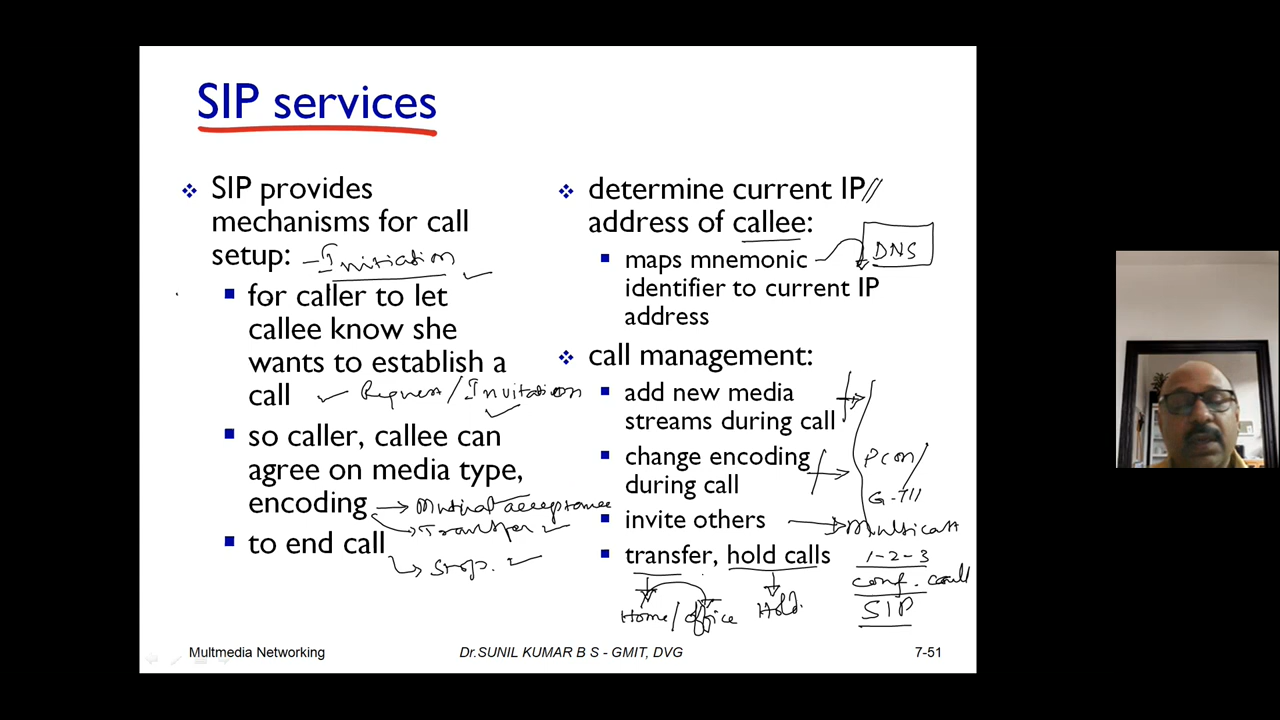 SIP services
❖ SIP provides
mechanisms for call
setup: – Initiation
▪ for caller to let
callee know she
wants to establish a
call Request/Invitation
▪ so caller, callee can
agree on media type,
encoding → Mutual acceptance
→ Transfer
▪ to end call
→ Stop.
❖ determine current IP
address of callee:
▪ maps mnemonic DNS
identifier to current IP
address
❖ call management:
▪ add new media
streams during call
▪ change encoding
during call PCM/
G-711
▪ invite others → Multicast
▪ transfer, hold calls
1-2-3
conf. call
SIP
Home/office Hold.
Multmedia Networking Dr.SUNIL KUMAR B S - GMIT, DVG 7-51